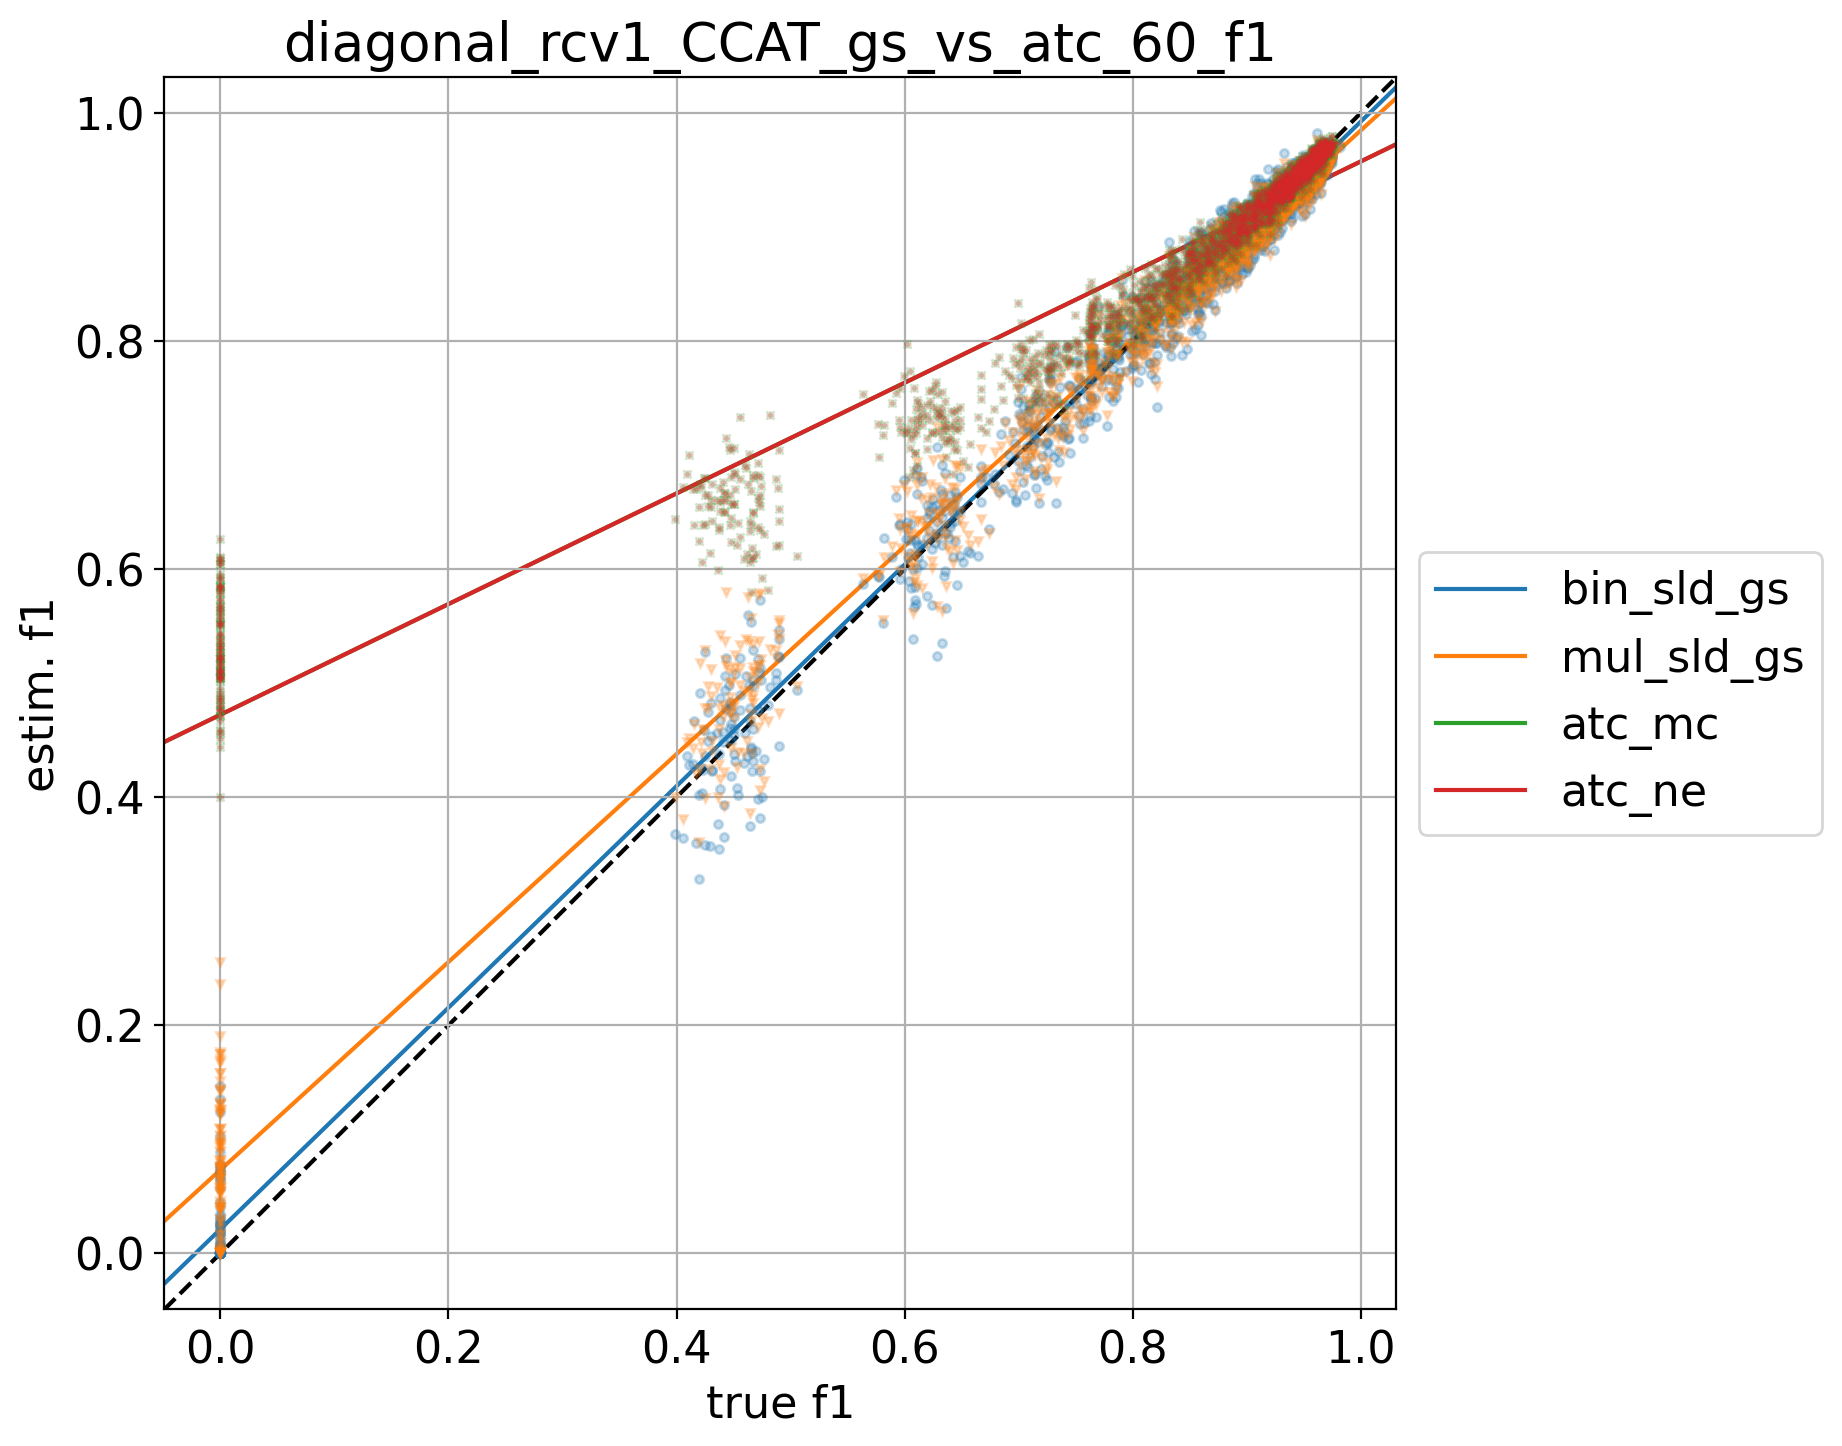 diagonal_rcv1_CCAT_gs_vs_atc_60_f1
1.0
0.8
0.6
0.4
0.2
0.0
estim. f1
0.0 0.2 0.4 0.6 0.8 1.0
true f1
bin_sld_gs
mul_sld_gs
atc_mc
atc_ne